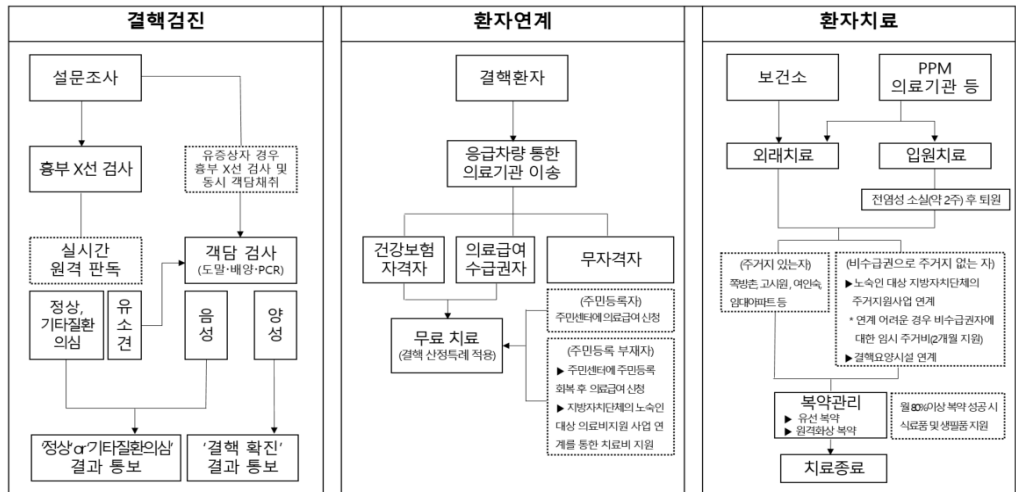 결핵검진
설문조사
흉부 X선 검사
유증상자 경우
흉부 X선 검사 및
동시 객담채취
실시간
원격 판독
객담 검사
(도말·배양·PCR)
정상,
기타질환
의심
유
소
견
음
성
양
성
'정상' or '기타질환의심'
결과 통보
'결핵 확진'
결과 통보
환자연계
결핵환자
응급차량 통한
의료기관 이송
건강보험
자격자
의료급여
수급권자
무자격자
무료 치료
(결핵 산정특례 적용)
(주민등록자)
주민센터에 의료급여 신청
(주민등록 부재자)
▶ 주민센터에 주민등록
회복 후 의료급여 신청
▶ 지방자치단체의 노숙인
대상 의료비지원 사업 연
계를 통한 치료비 지원
환자치료
보건소
PPM
의료기관 등
외래치료
입원치료
전염성 소실(약 2주) 후 퇴원
(주거지 있는자)
쪽방촌, 고시원, 여인숙,
임대아파트 등
(비수급권으로 주거지 없는 자)
▶노숙인 대상 지방자치단체의
주거지원사업 연계
* 연계 어려운 경우 비수급권자에
대한 임시 주거비(2개월 지원)
▶결핵요양시설 연계
복약관리
▶ 유선 복약
▶ 원격화상 복약
월 80%이상 복약 성공 시
식료품 및 생필품 지원
치료종료